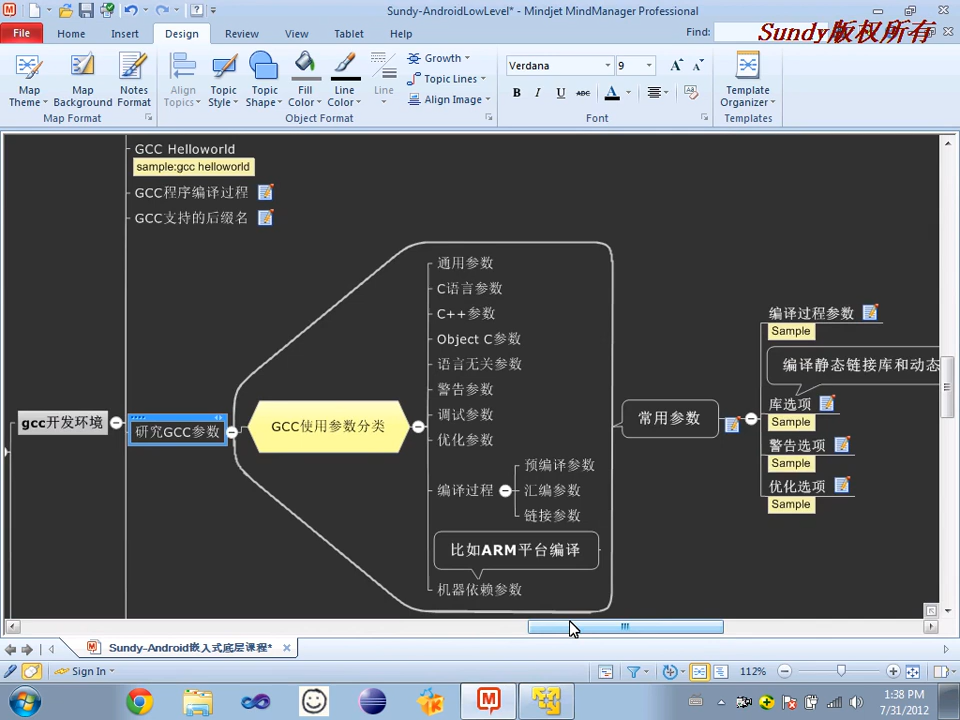 Sundy-AndroidLowLevel* - Mindjet MindManager Professional
File
Home
Insert
Design
Review
View
Tablet
Help
Find:
Sundy版权所有
Map Theme
Map Background
Notes Format
Align Topics
Topic Style
Topic Shape
Fill Color
Line Color
Line
Growth
Topic Lines
Align Image
Verdana
9
B
I
U
ABC
A
Template Organizer
Map Format
Object Format
Font
Templates
GCC Helloworld
sample:gcc helloworld
GCC程序编译过程
GCC支持的后缀名
gcc开发环境
研究GCC参数
GCC使用参数分类
通用参数
C语言参数
C++参数
Object C参数
语言无关参数
警告参数
调试参数
优化参数
编译过程
预编译参数
汇编参数
链接参数
比如ARM平台编译
机器依赖参数
常用参数
编译过程参数
Sample
编译静态链接库和动态
库选项
Sample
警告选项
Sample
优化选项
Sample
Sundy-Android嵌入式底层课程*
Sign In
112%
1:38 PM
7/31/2012